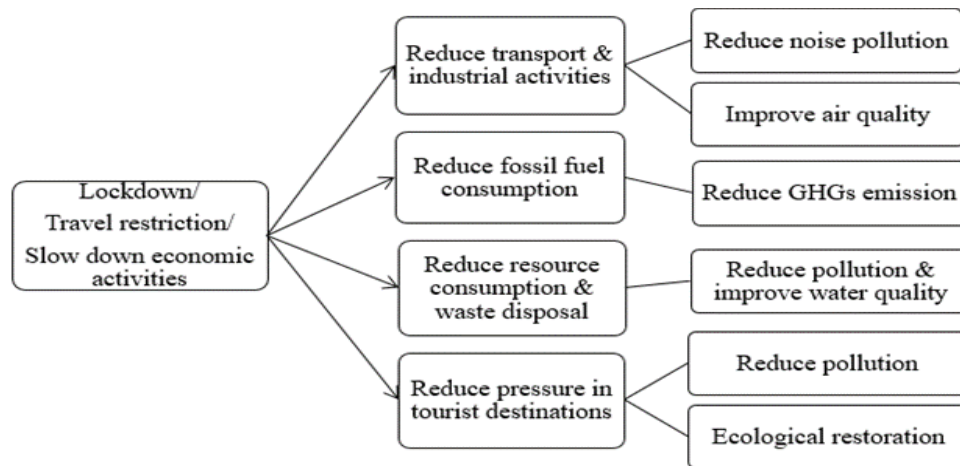 Lockdown/
Travel restriction/
Slow down economic
activities
Reduce transport &
industrial activities
Reduce fossil fuel
consumption
Reduce resource
consumption &
waste disposal
Reduce pressure in
tourist destinations
Reduce noise pollution
Improve air quality
Reduce GHGs emission
Reduce pollution &
improve water quality
Reduce pollution
Ecological restoration